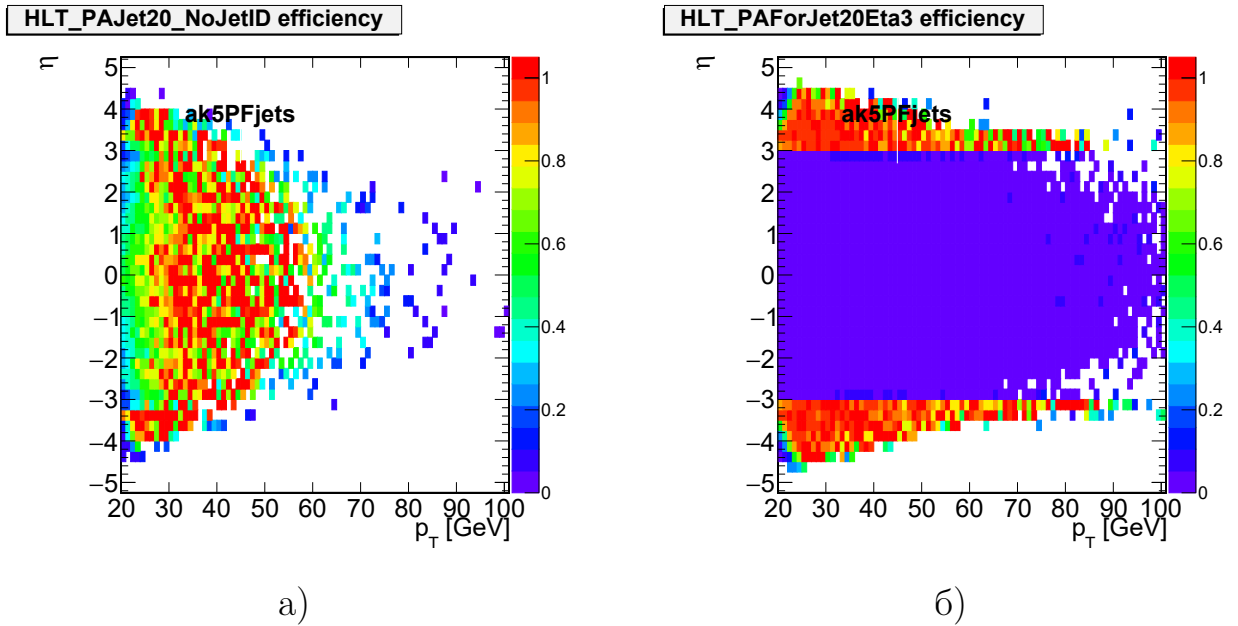 HLT_PAJet20_NoJetID efficiency
η
ak5PFjets
5
4
3
2
1
0
−1
−2
−3
−4
−5
20 30 40 50 60 70 80 90 100
p_T [GeV]
1
0.8
0.6
0.4
0.2
0
а)
HLT_PAForJet20Eta3 efficiency
η
ak5PFjets
5
4
3
2
1
0
−1
−2
−3
−4
−5
20 30 40 50 60 70 80 90 100
p_T [GeV]
1
0.8
0.6
0.4
0.2
0
б)